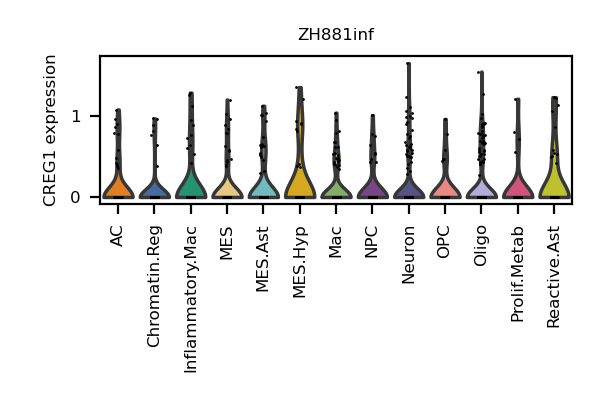 ZH881inf
CREG1 expression
1
0
AC
Chromatin.Reg
Inflammatory.Mac
MES
MES.Ast
MES.Hyp
Mac
NPC
Neuron
OPC
Oligo
Prolif.Metab
Reactive.Ast